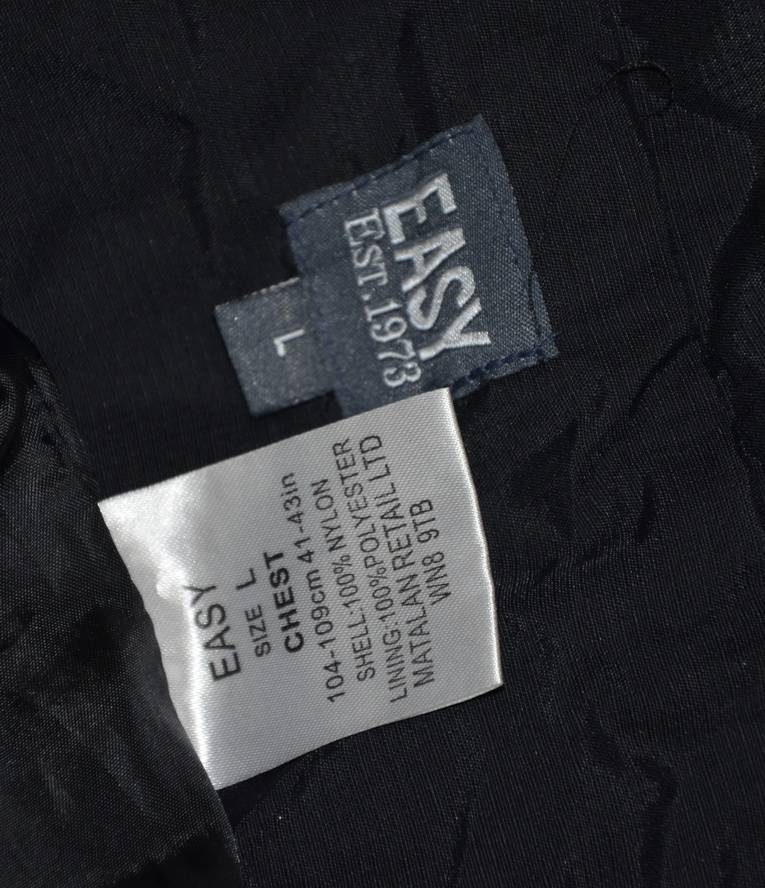 EASY
EST.1973
L
EASY
SIZE L
CHEST
104-109cm 41-43in
SHELL:100% NYLON
LINING:100%POLYESTER
MATALAN RETAIL LTD
WN8 9TB